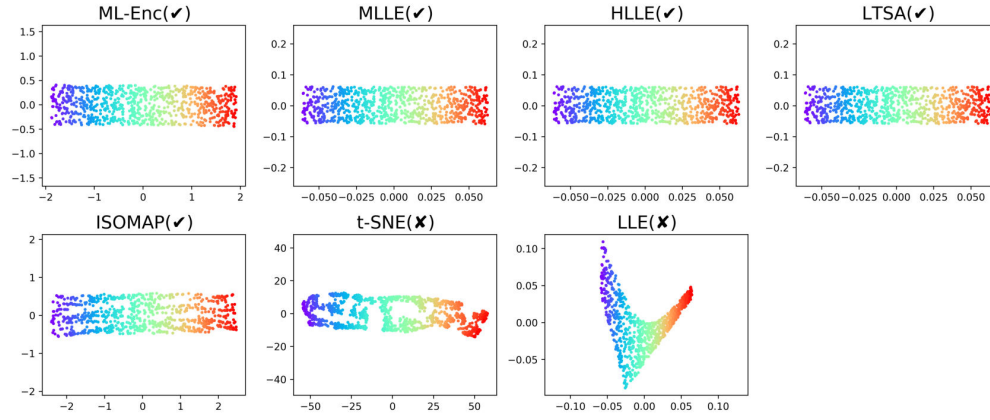 ML-Enc(✔)
1.5
1.0
0.5
0.0
−0.5
−1.0
−1.5
−2 −1 0 1 2
MLLE(✔)
0.2
0.1
0.0
−0.1
−0.2
−0.050 −0.025 0.000 0.025 0.050
HLLE(✔)
0.2
0.1
0.0
−0.1
−0.2
−0.050 −0.025 0.000 0.025 0.050
LTSA(✔)
0.2
0.1
0.0
−0.1
−0.2
−0.050 −0.025 0.000 0.025 0.050
ISOMAP(✔)
2
1
0
−1
−2
−2 −1 0 1 2
t-SNE(✘)
40
20
0
−20
−40
−50 −25 0 25 50
LLE(✘)
0.10
0.05
0.00
−0.05
−0.10 −0.05 0.00 0.05 0.10